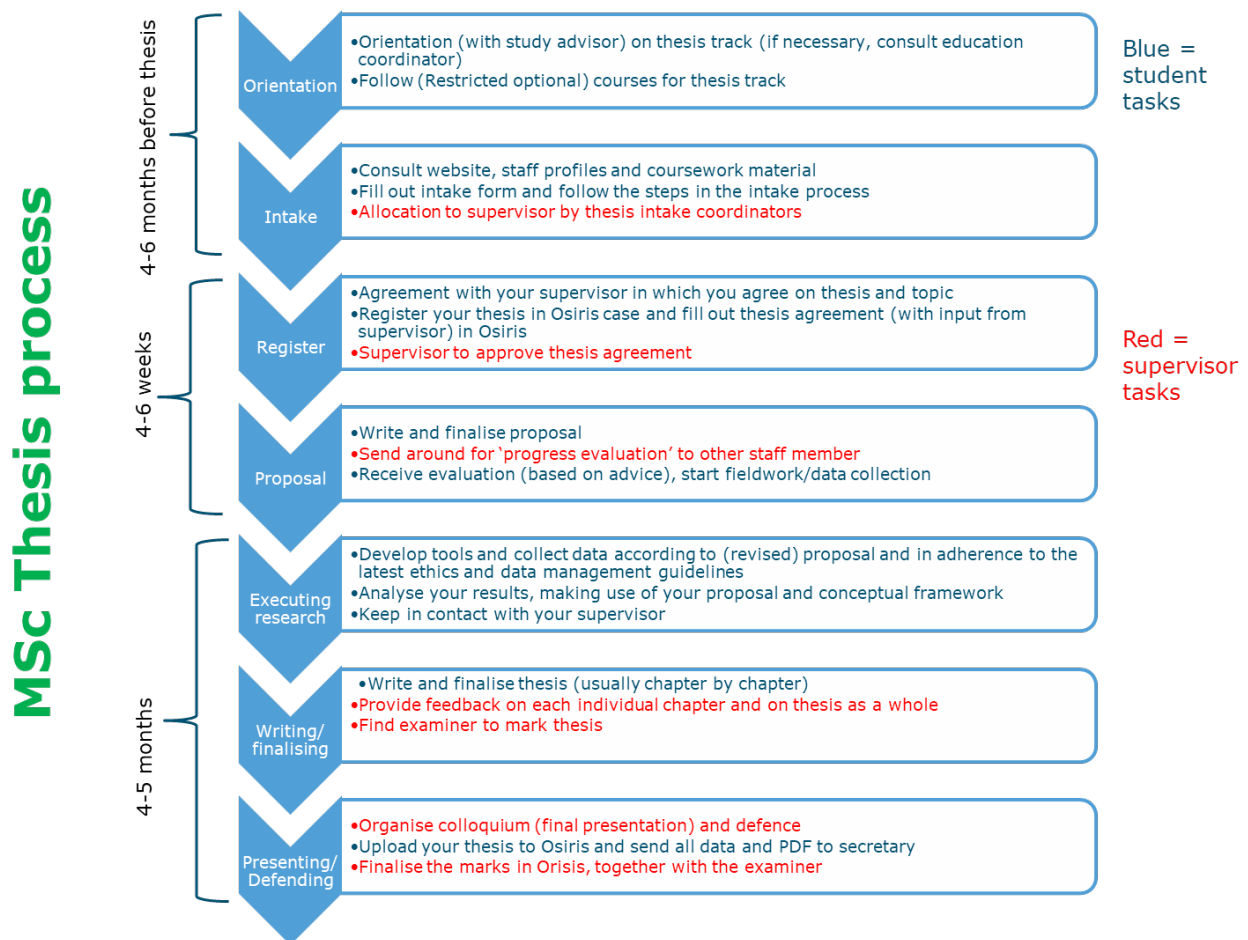 MSc Thesis process
4-6 months before thesis
Orientation
•Orientation (with study advisor) on thesis track (if necessary, consult education
coordinator)
•Follow (Restricted optional) courses for thesis track
Blue =
student
tasks
Intake
•Consult website, staff profiles and coursework material
•Fill out intake form and follow the steps in the intake process
•Allocation to supervisor by thesis intake coordinators
4-6 weeks
Register
•Agreement with your supervisor in which you agree on thesis and topic
•Register your thesis in Osiris case and fill out thesis agreement (with input from
supervisor) in Osiris
•Supervisor to approve thesis agreement
Red =
supervisor
tasks
Proposal
•Write and finalise proposal
•Send around for ‘progress evaluation’ to other staff member
•Receive evaluation (based on advice), start fieldwork/data collection
4-5 months
Executing
research
•Develop tools and collect data according to (revised) proposal and in adherence to the
latest ethics and data management guidelines
•Analyse your results, making use of your proposal and conceptual framework
•Keep in contact with your supervisor
Writing/
finalising
•Write and finalise thesis (usually chapter by chapter)
•Provide feedback on each individual chapter and on thesis as a whole
•Find examiner to mark thesis
Presenting/
Defending
•Organise colloquium (final presentation) and defence
•Upload your thesis to Osiris and send all data and PDF to secretary
•Finalise the marks in Orisis, together with the examiner